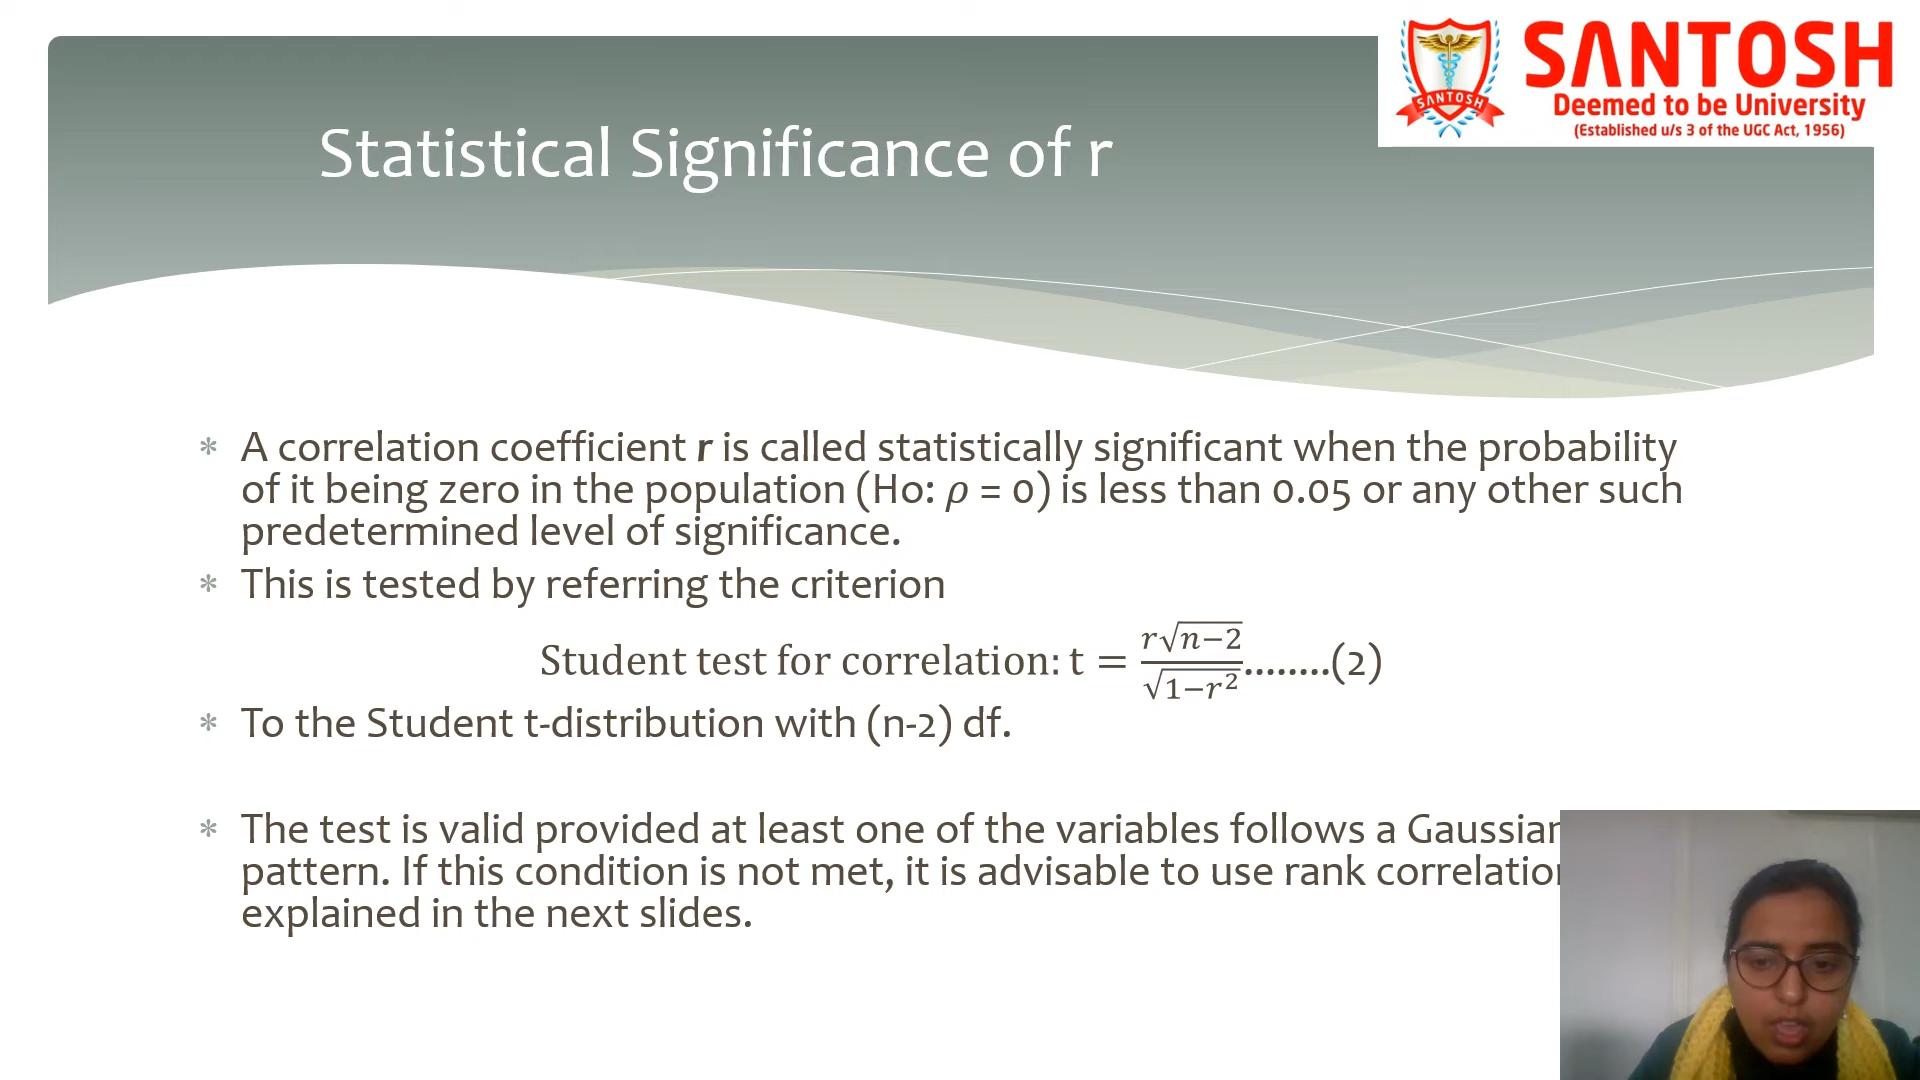 SANTOSH
SANTOSH
Deemed to be University
(Established u/s 3 of the UGC Act, 1956)
Statistical Significance of r
* A correlation coefficient r is called statistically significant when the probability
of it being zero in the population (Ho: ρ = 0) is less than 0.05 or any other such
predetermined level of significance.
* This is tested by referring the criterion
Student test for correlation: t = r√n−2 / √1−r² ........(2)
* To the Student t-distribution with (n-2) df.
* The test is valid provided at least one of the variables follows a Gaussian
pattern. If this condition is not met, it is advisable to use rank correlation
explained in the next slides.